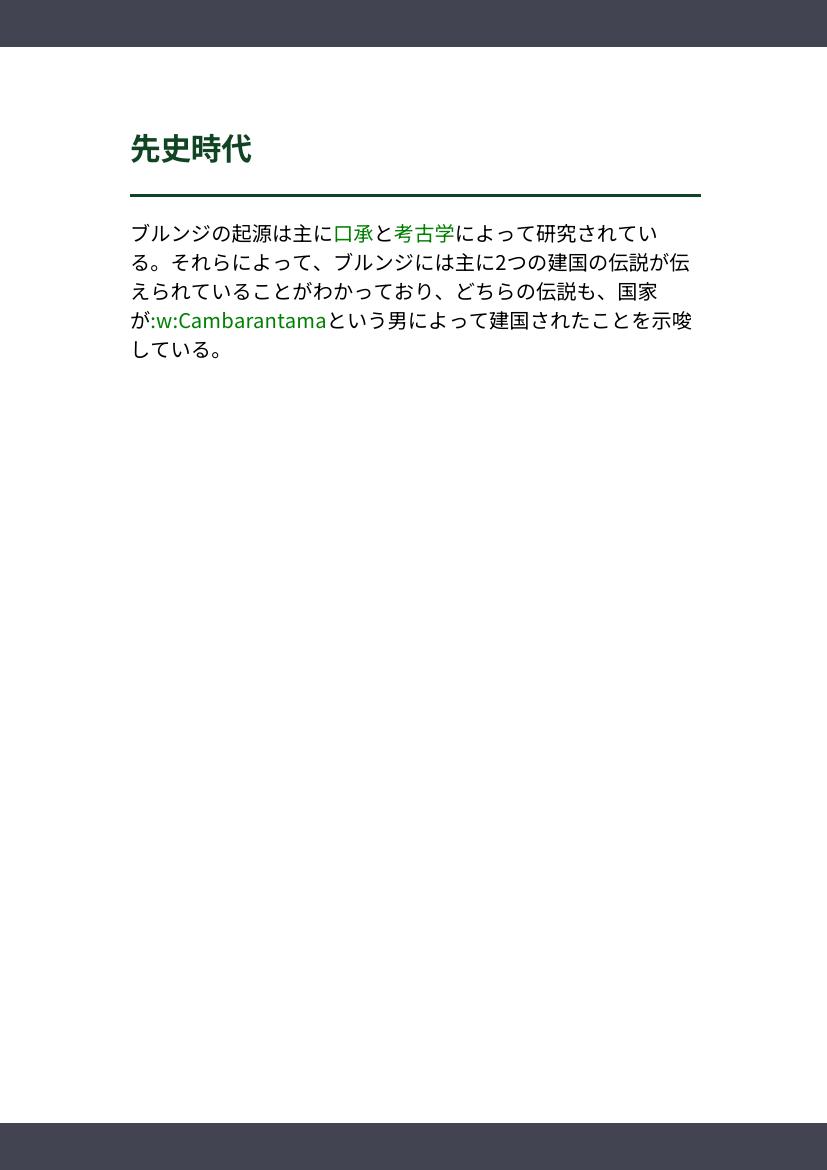 先史時代
ブルンジの起源は主に口承と考古学によって研究されてい
る。それらによって、ブルンジには主に2つの建国の伝説が伝
えられていることがわかっており、どちらの伝説も、国家
が:w:Cambarantamaという男によって建国されたことを示唆
している。